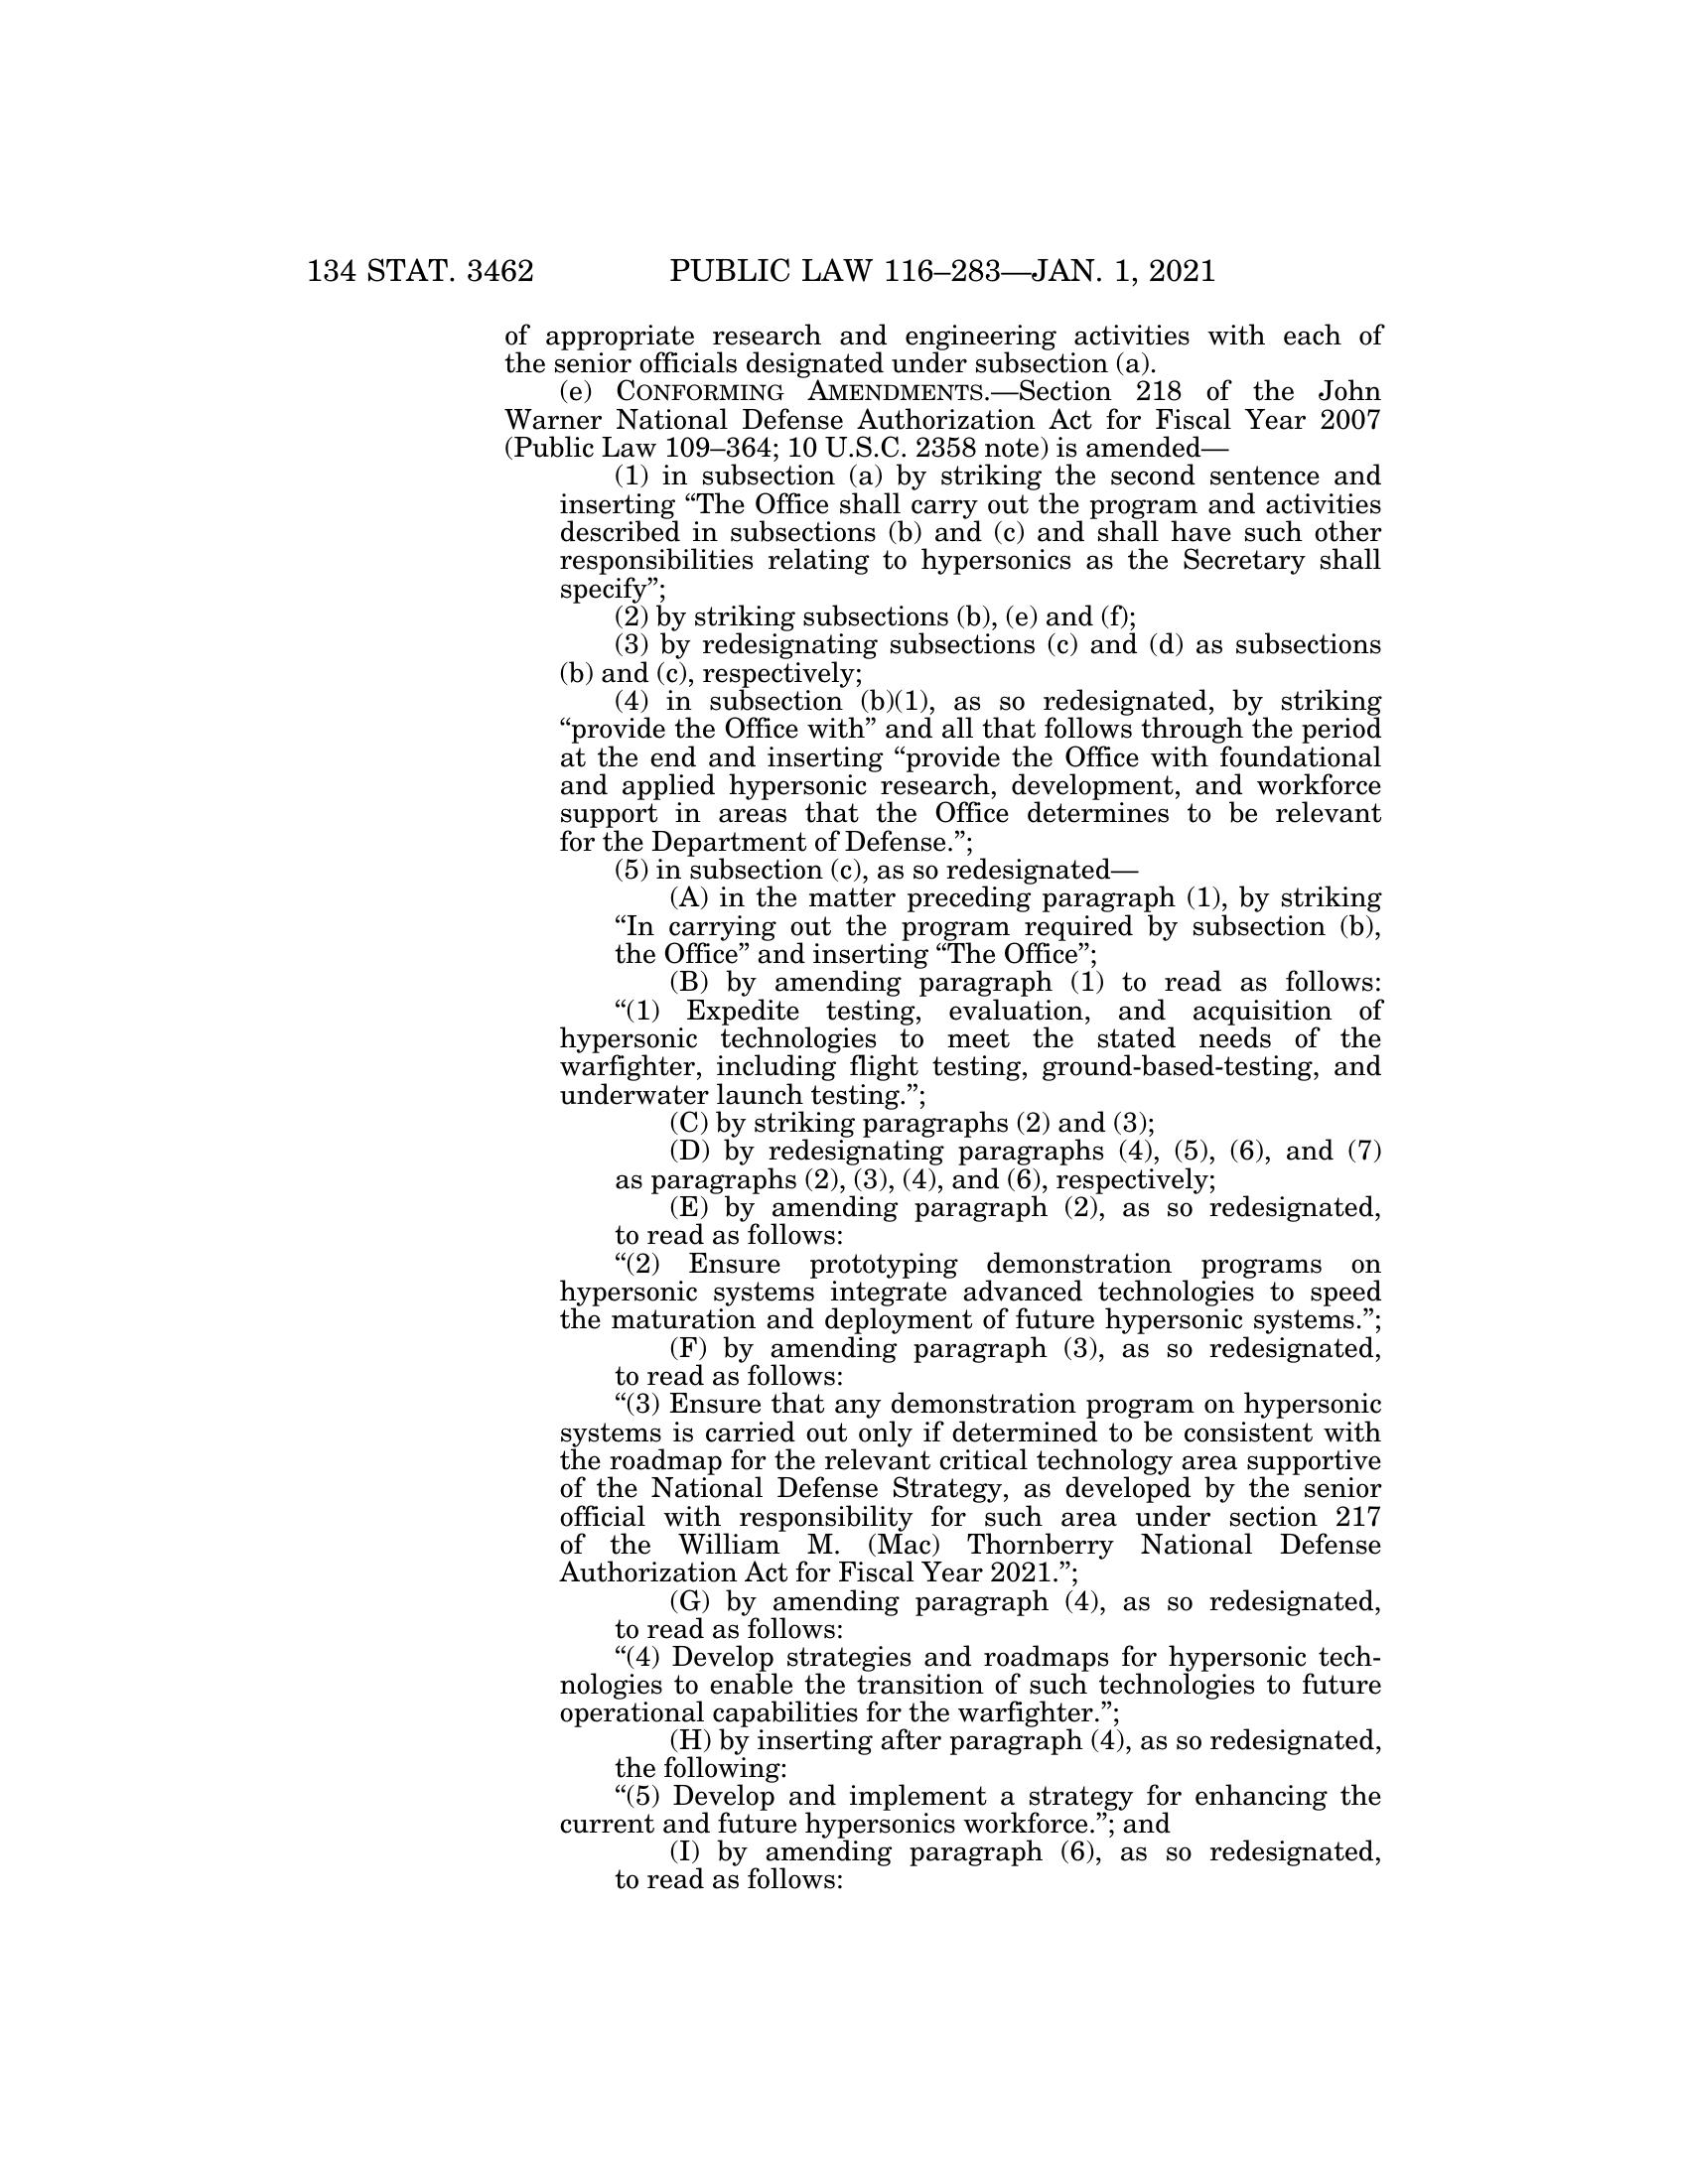 134 STAT. 3462 PUBLIC LAW 116–283—JAN. 1, 2021
of appropriate research and engineering activities with each of
the senior officials designated under subsection (a).
(e) CONFORMING AMENDMENTS.—Section 218 of the John
Warner National Defense Authorization Act for Fiscal Year 2007
(Public Law 109–364; 10 U.S.C. 2358 note) is amended—
(1) in subsection (a) by striking the second sentence and
inserting “The Office shall carry out the program and activities
described in subsections (b) and (c) and shall have such other
responsibilities relating to hypersonics as the Secretary shall
specify”;
(2) by striking subsections (b), (e) and (f);
(3) by redesignating subsections (c) and (d) as subsections
(b) and (c), respectively;
(4) in subsection (b)(1), as so redesignated, by striking
“provide the Office with” and all that follows through the period
at the end and inserting “provide the Office with foundational
and applied hypersonic research, development, and workforce
support in areas that the Office determines to be relevant
for the Department of Defense.”;
(5) in subsection (c), as so redesignated—
(A) in the matter preceding paragraph (1), by striking
“In carrying out the program required by subsection (b),
the Office” and inserting “The Office”;
(B) by amending paragraph (1) to read as follows:
“(1) Expedite testing, evaluation, and acquisition of
hypersonic technologies to meet the stated needs of the
warfighter, including flight testing, ground-based-testing, and
underwater launch testing.”;
(C) by striking paragraphs (2) and (3);
(D) by redesignating paragraphs (4), (5), (6), and (7)
as paragraphs (2), (3), (4), and (6), respectively;
(E) by amending paragraph (2), as so redesignated,
to read as follows:
“(2) Ensure prototyping demonstration programs on
hypersonic systems integrate advanced technologies to speed
the maturation and deployment of future hypersonic systems.”;
(F) by amending paragraph (3), as so redesignated,
to read as follows:
“(3) Ensure that any demonstration program on hypersonic
systems is carried out only if determined to be consistent with
the roadmap for the relevant critical technology area supportive
of the National Defense Strategy, as developed by the senior
official with responsibility for such area under section 217
of the William M. (Mac) Thornberry National Defense
Authorization Act for Fiscal Year 2021.”;
(G) by amending paragraph (4), as so redesignated,
to read as follows:
“(4) Develop strategies and roadmaps for hypersonic tech-
nologies to enable the transition of such technologies to future
operational capabilities for the warfighter.”;
(H) by inserting after paragraph (4), as so redesignated,
the following:
“(5) Develop and implement a strategy for enhancing the
current and future hypersonics workforce.”; and
(I) by amending paragraph (6), as so redesignated,
to read as follows: